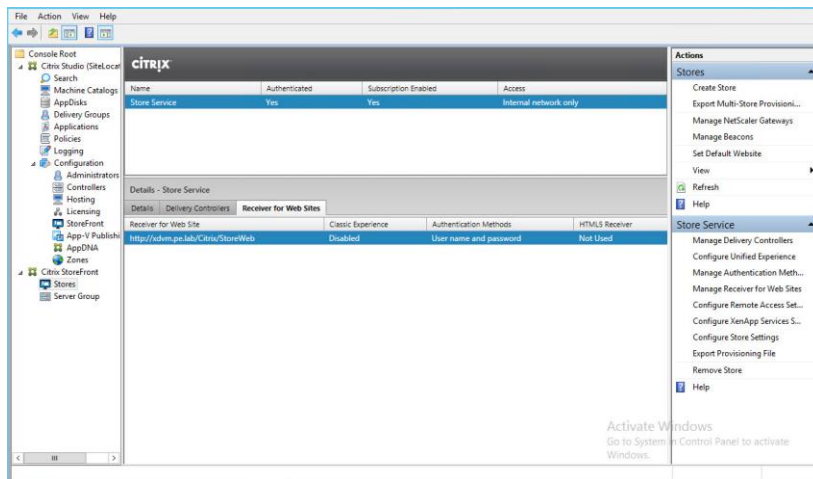 File Action View Help
Console Root
Citrix Studio (SiteLocat
Search
Machine Catalogs
AppDisks
Delivery Groups
Applications
Policies
Logging
Configuration
Administrators
Controllers
Hosting
Licensing
StoreFront
App-V Publishi
AppDNA
Zones
Citrix StoreFront
Stores
Server Group
CİTRIX
Name Authenticated Subscription Enabled Access
Store Service Yes Yes Internal network only
Details - Store Service
Details Delivery Controllers Receiver for Web Sites
Receiver for Web Site Classic Experience Authentication Methods HTML5 Receiver
http://xdvm.pe.lab/Citrix/StoreWeb Disabled User name and password Not Used
Actions
Stores
Create Store
Export Multi-Store Provisioni...
Manage NetScaler Gateways
Manage Beacons
Set Default Website
View
Refresh
Help
Store Service
Manage Delivery Controllers
Configure Unified Experience
Manage Authentication Meth...
Manage Receiver for Web Sites
Configure Remote Access Set...
Configure XenApp Services S...
Configure Store Settings
Export Provisioning File
Remove Store
Help
Activate Windows
Go to System in Control Panel to activate
Windows.